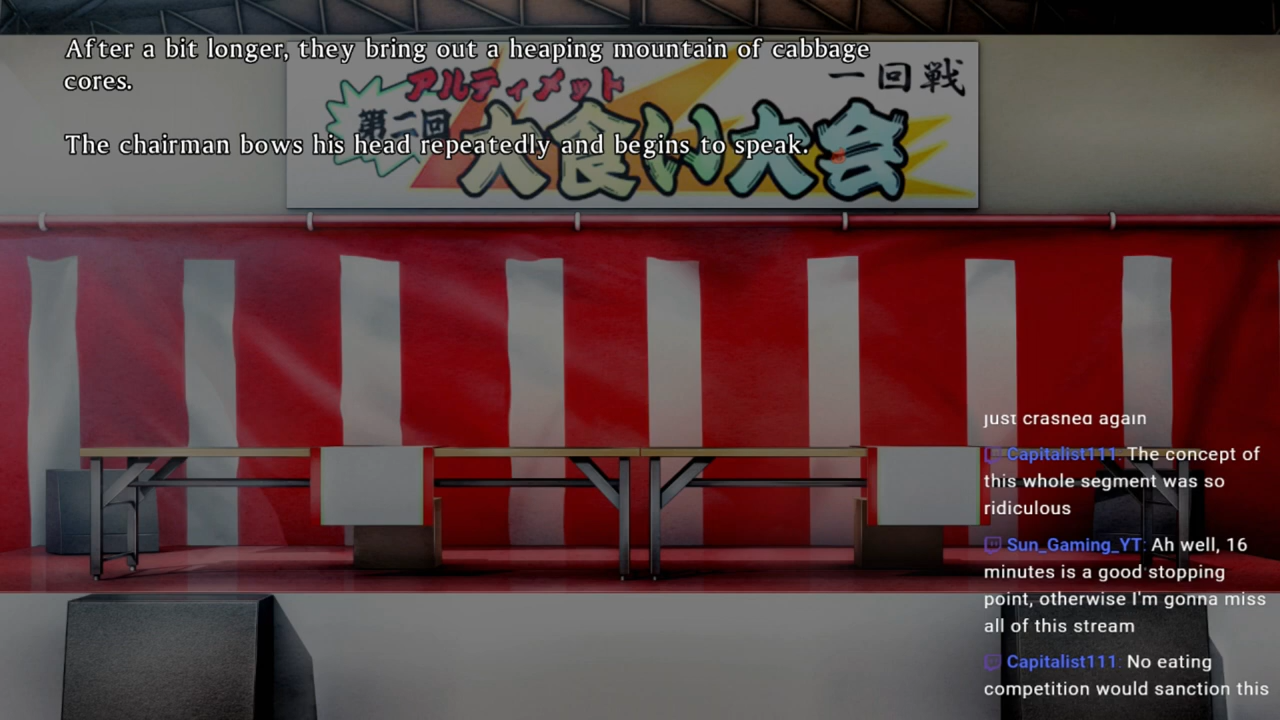 After a bit longer, they bring out a heaping mountain of cabbage
cores.
The chairman bows his head repeatedly and begins to speak.
アルティメット
一回戦
第二回
大食い大会
just crashed again
Capitalist111: The concept of
this whole segment was so
ridiculous
Sun_Gaming_YT: Ah well, 16
minutes is a good stopping
point, otherwise I'm gonna miss
all of this stream
Capitalist111: No eating
competition would sanction this